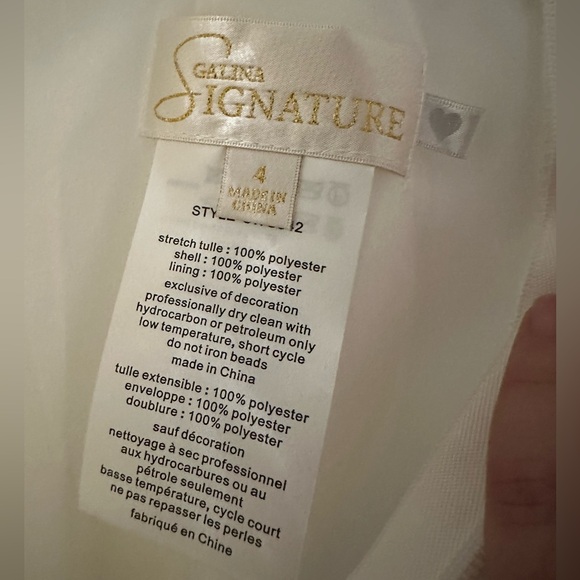 GALINA
SIGNATURE
4
MADE IN
CHINA
stretch tulle : 100% polyester
shell : 100% polyester
lining : 100% polyester
exclusive of decoration
professionally dry clean with
hydrocarbon or petroleum only
low temperature, short cycle
do not iron beads
made in China
tulle extensible : 100% polyester
enveloppe : 100% polyester
doublure : 100% polyester
sauf décoration
nettoyage à sec professionnel
aux hydrocarbures ou au
pétrole seulement
basse température, cycle court
ne pas repasser les perles
fabriqué en Chine